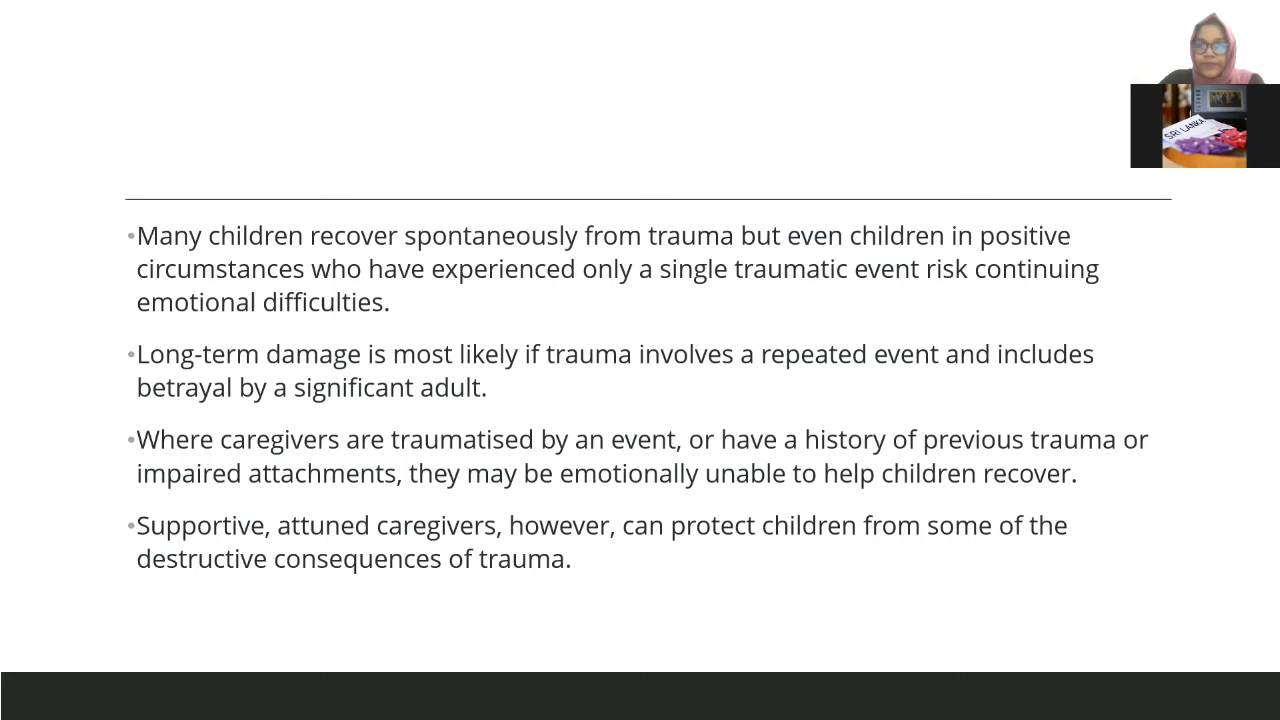 SRI LANKA
•Many children recover spontaneously from trauma but even children in positive
circumstances who have experienced only a single traumatic event risk continuing
emotional difficulties.
•Long-term damage is most likely if trauma involves a repeated event and includes
betrayal by a significant adult.
•Where caregivers are traumatised by an event, or have a history of previous trauma or
impaired attachments, they may be emotionally unable to help children recover.
•Supportive, attuned caregivers, however, can protect children from some of the
destructive consequences of trauma.